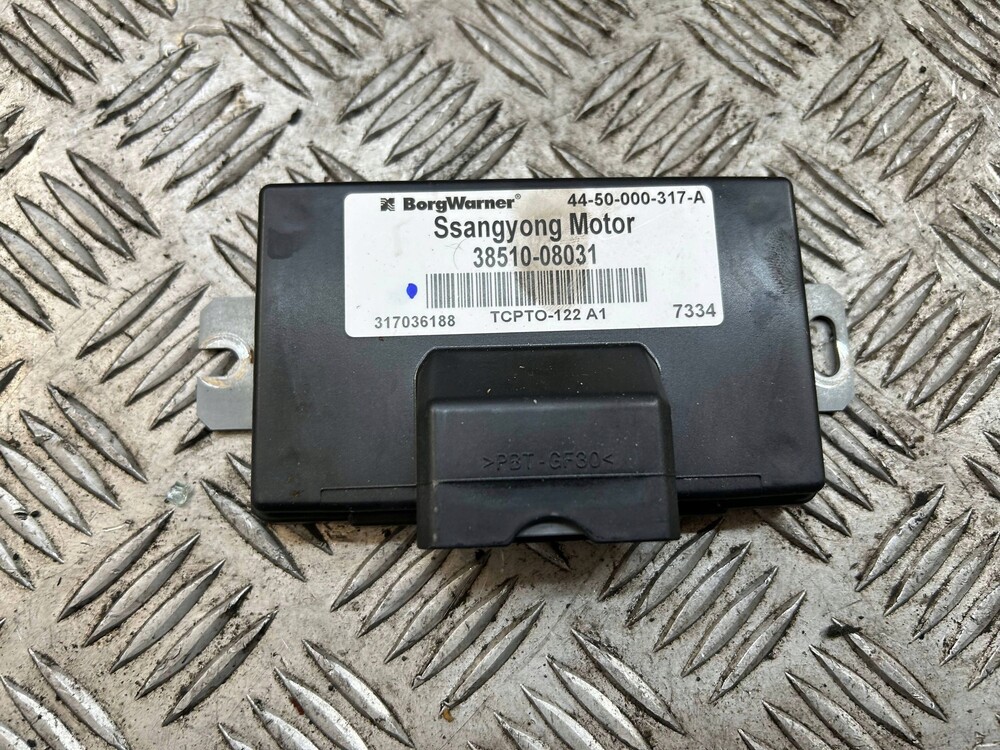 BorgWarner® 44-50-000-317-A
Ssangyong Motor
38510-08031
317036188 TCPTO-122 A1 7334
>PBT-GF30<